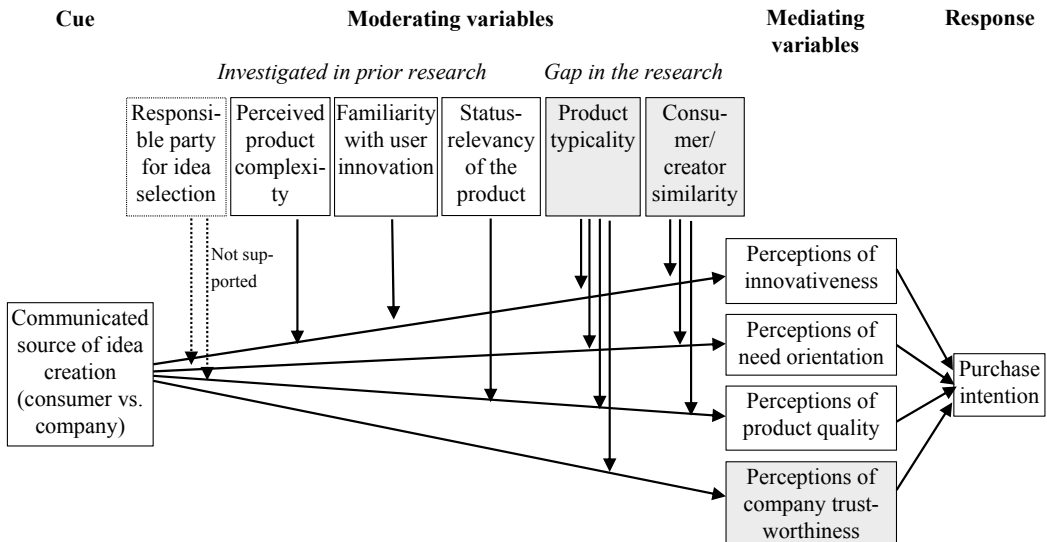 Cue
Moderating variables
Mediating
variables
Response
Investigated in prior research
Gap in the research
Responsi-
ble party
for idea
selection
Perceived
product
complexi-
ty
Familiarity
with user
innovation
Status-
relevancy
of the
product
Product
typicality
Consu-
mer/
creator
similarity
Not sup-
ported
Communicated
source of idea
creation
(consumer vs.
company)
Perceptions of
innovativeness
Perceptions of
need orientation
Perceptions of
product quality
Perceptions of
company trust-
worthiness
Purchase
intention